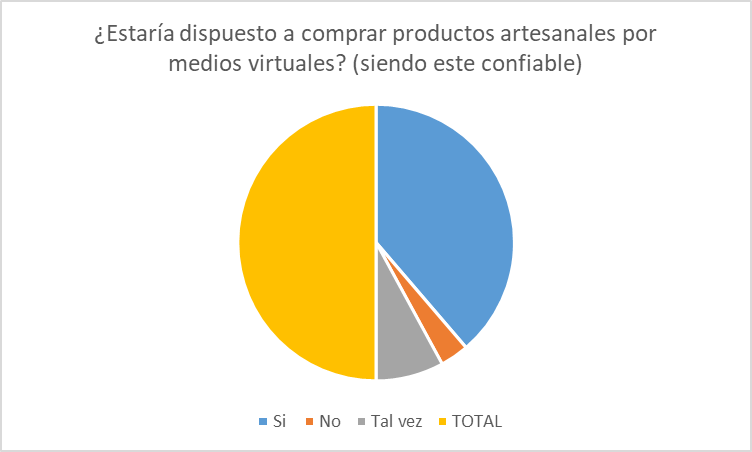 ¿Estaría dispuesto a comprar productos artesanales por
medios virtuales? (siendo este confiable)
Si No Tal vez TOTAL